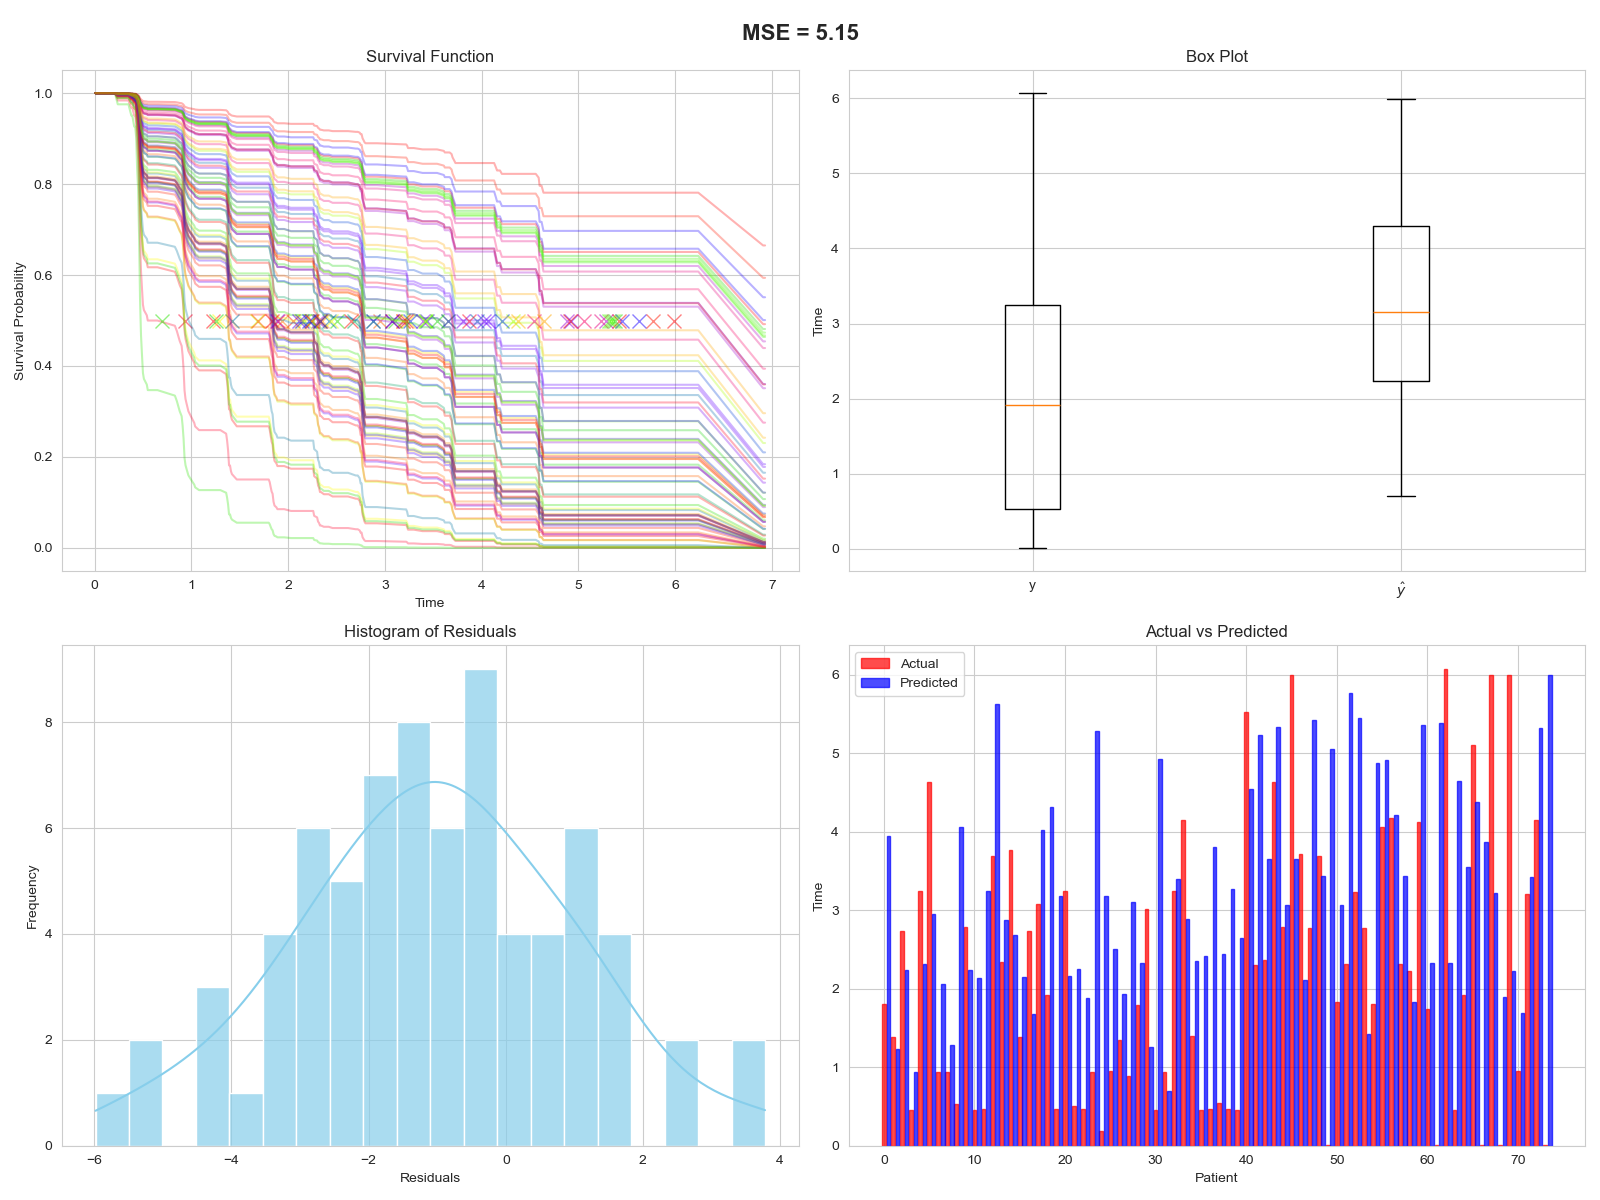 MSE = 5.15
Survival Function
Survival Probability
1.0
0.8
0.6
0.4
0.2
0.0
0 1 2 3 4 5 6 7
Time
Box Plot
Time
6
5
4
3
2
1
0
y ŷ
Histogram of Residuals
Frequency
8
6
4
2
0
−6 −4 −2 0 2 4
Residuals
Actual vs Predicted
Actual
Predicted
Time
6
5
4
3
2
1
0
0 10 20 30 40 50 60 70
Patient